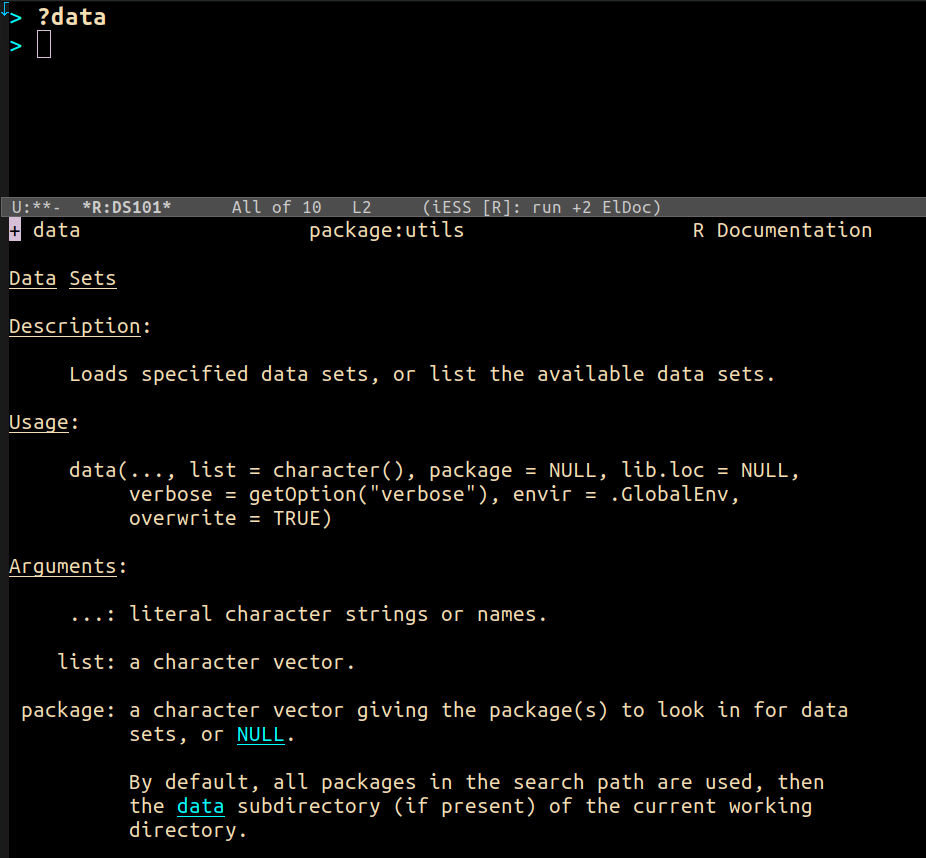 > ?data
>
U:**-  *R:DS101*      All of 10   L2     (iESS [R]: run +2 ElDoc)
+ data                   package:utils                   R Documentation
Data Sets
Description:
Loads specified data sets, or list the available data sets.
Usage:
data(..., list = character(), package = NULL, lib.loc = NULL,
verbose = getOption("verbose"), envir = .GlobalEnv,
overwrite = TRUE)
Arguments:
...: literal character strings or names.
list: a character vector.
package: a character vector giving the package(s) to look in for data
sets, or NULL.
By default, all packages in the search path are used, then
the data subdirectory (if present) of the current working
directory.